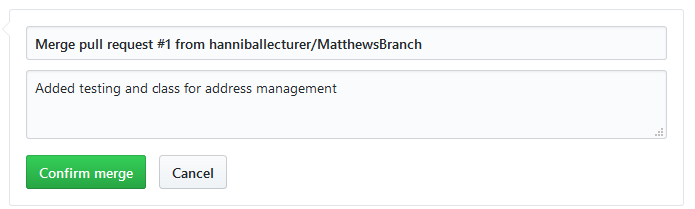 Merge pull request #1 from hanniballecturer/MatthewsBranch
Added testing and class for address management
Confirm merge
Cancel